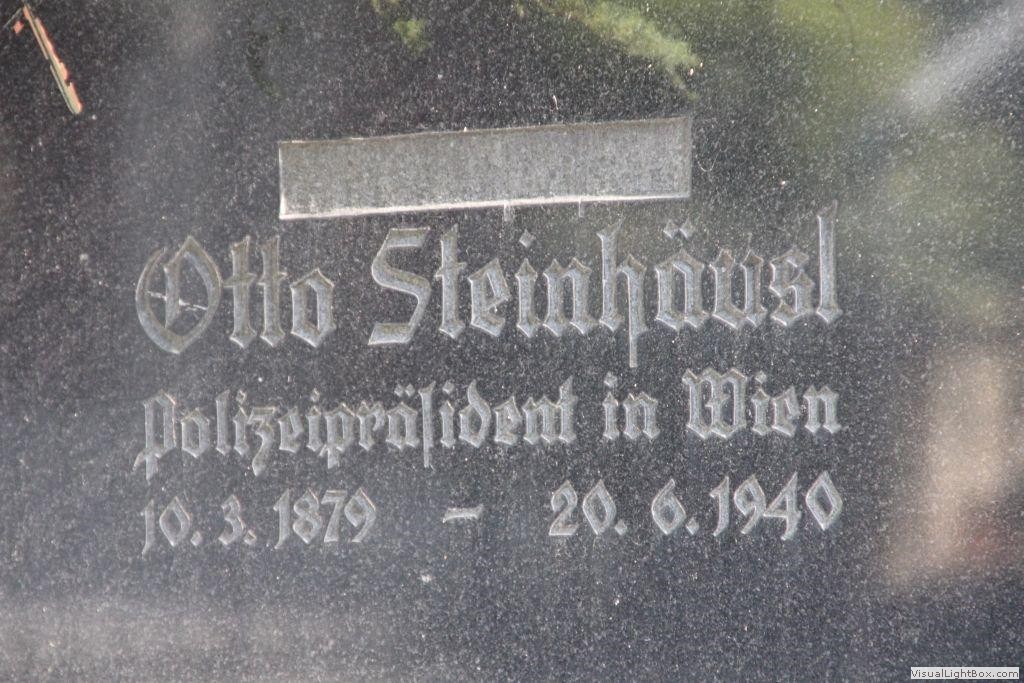 Otto Steinhäusl
Polizeipräsident in Wien
10. 3. 1879 – 20. 6. 1940
VisualLightBox.com